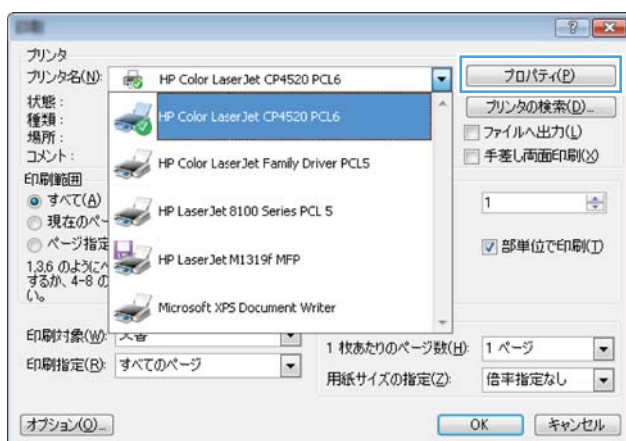 プリンタ
プリンタ名(N): HP Color LaserJet CP4520 PCL6 プロパティ(P)
状態: HP Color LaserJet CP4520 PCL6 プリンタの検索(D)...
種類:
場所: ファイルへ出力(L)
コメント: HP Color LaserJet Family Driver PCL5 手差し両面印刷(X)
印刷範囲
すべて(A) HP LaserJet 8100 Series PCL 5 1
現在のペー
ページ指定 HP LaserJet M1319f MFP 部単位で印刷(T)
1,3,6 のように
するか、4-8 の
い。 Microsoft XPS Document Writer
印刷対象(W):
印刷指定(R): すべてのページ
1 枚あたりのページ数(H): 1 ページ
用紙サイズの指定(Z): 倍率指定なし
オプション(O)... OK キャンセル